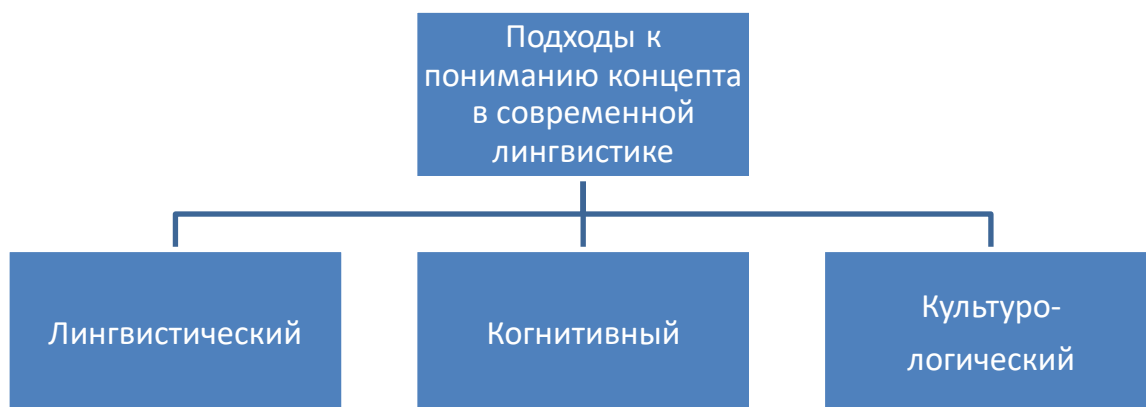 Подходы к
пониманию концепта
в современной
лингвистике
Лингвистический
Когнитивный
Культуро-
логический